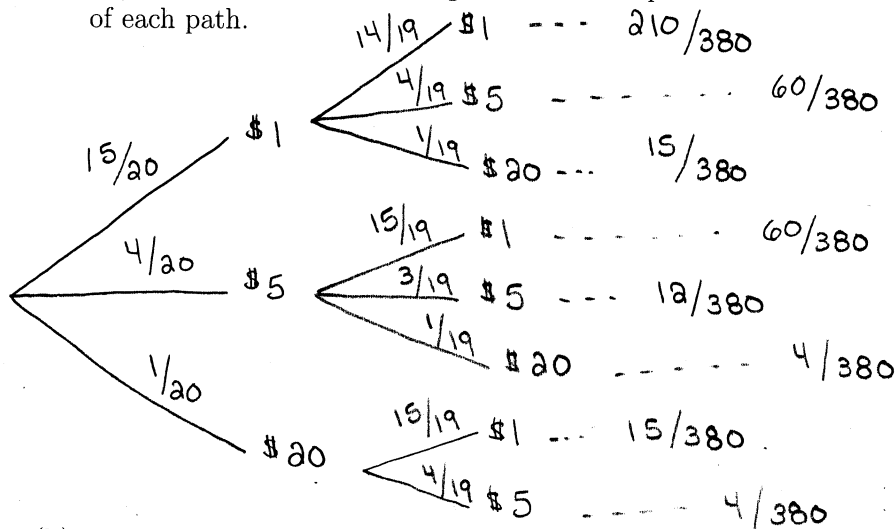 of each path.
14/19 $1 --- 210/380
4/19 $5 - - - - - - 60/380
15/20 $1
1/19 $20 --- 15/380
15/19 $1 - - - - - - 60/380
4/20 $5
3/19 $5 --- 12/380
1/19 $20 - - - - - 4/380
1/20 $20
15/19 $1 --- 15/380
4/19 $5 - - - - - 4/380